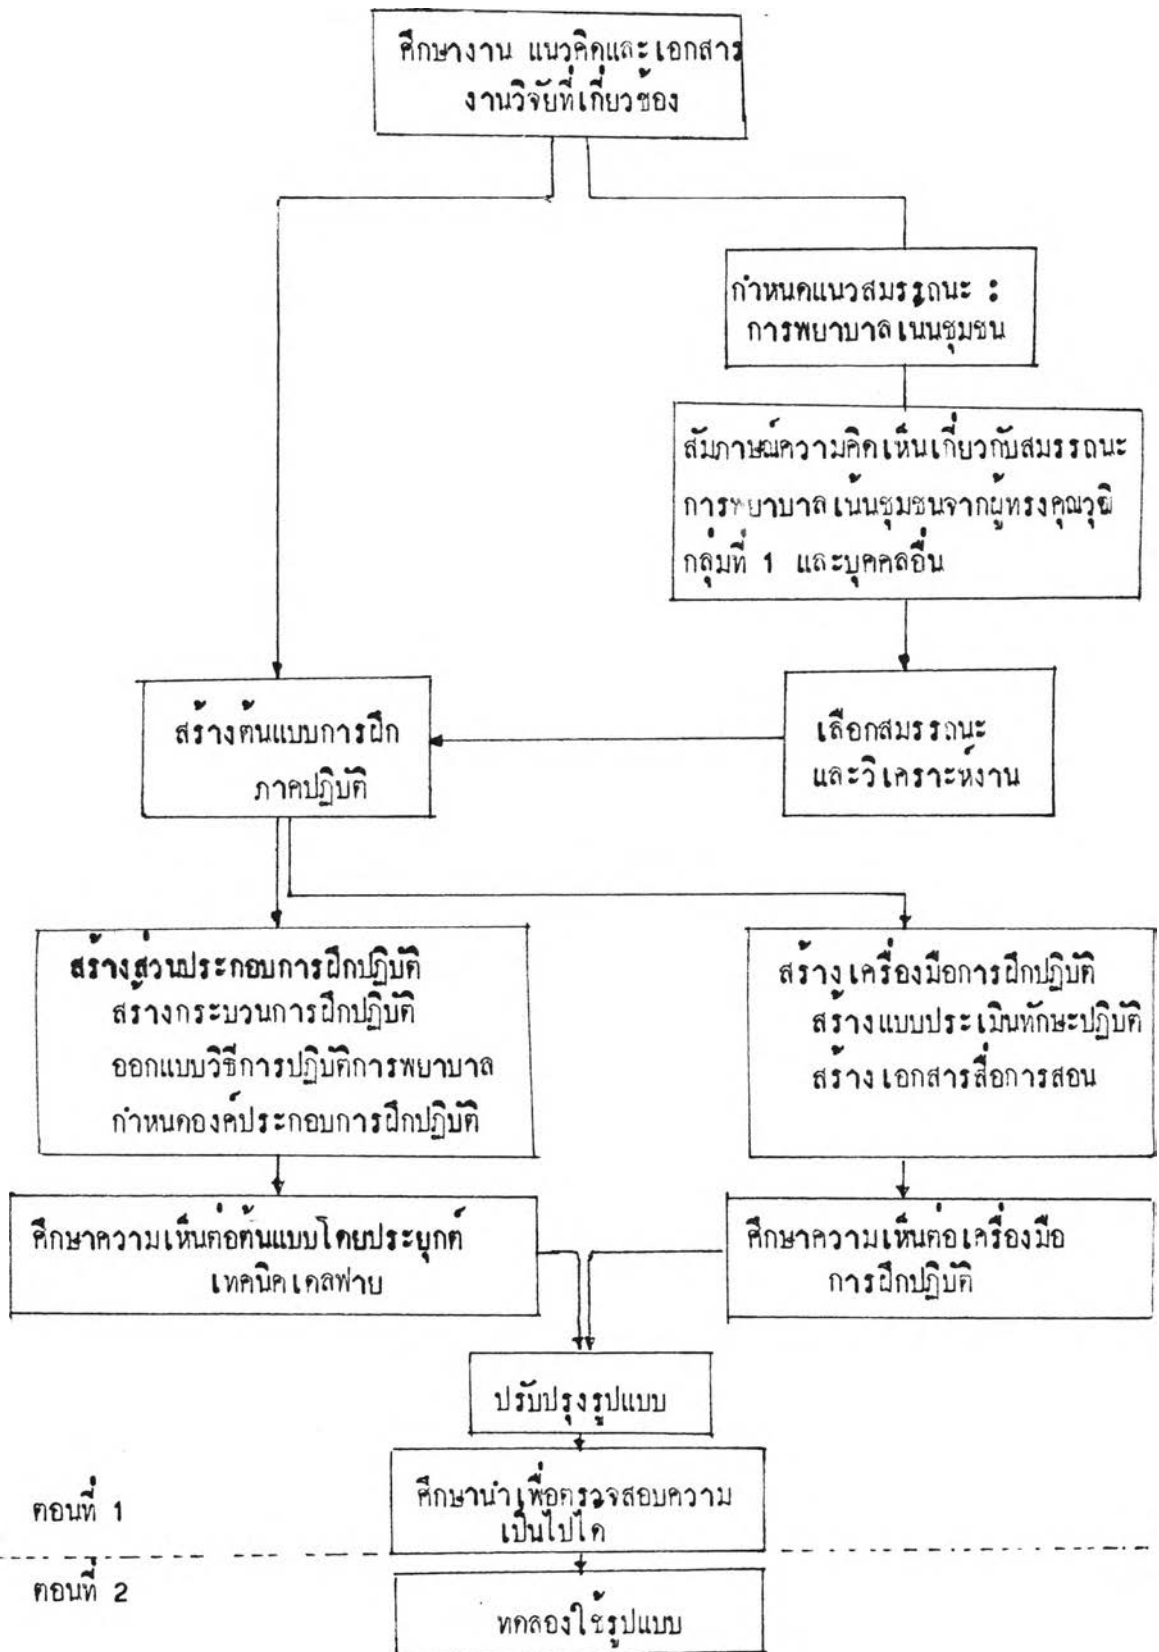 ศึกษางาน แนวคิดและเอกสาร
งานวิจัยที่เกี่ยวข้อง
กำหนดแนวสมรรถนะ :
การพยาบาลเน้นชุมชน
สัมภาษณ์ความคิดเห็นเกี่ยวกับสมรรถนะ
การพยาบาลเน้นชุมชนจากผู้ทรงคุณวุฒิ
กลุ่มที่ 1 และบุคคลอื่น
สร้างต้นแบบการฝึก
ภาคปฏิบัติ
เลือกสมรรถนะ
และวิเคราะห์งาน
สร้างส่วนประกอบการฝึกปฏิบัติ
สร้างกระบวนการฝึกปฏิบัติ
ออกแบบวิธีการปฏิบัติการพยาบาล
กำหนดองค์ประกอบการฝึกปฏิบัติ
สร้างเครื่องมือการฝึกปฏิบัติ
สร้างแบบประเมินทักษะปฏิบัติ
สร้างเอกสารสื่อการสอน
ศึกษาความเห็นต่อต้นแบบโดยประยุกต์
เทคนิคเดลฟาย
ศึกษาความเห็นต่อเครื่องมือ
การฝึกปฏิบัติ
ปรับปรุงรูปแบบ
ศึกษานำเพื่อตรวจสอบความ
เป็นไปได้
ตอนที่ 1
ตอนที่ 2
ทดลองใช้รูปแบบ